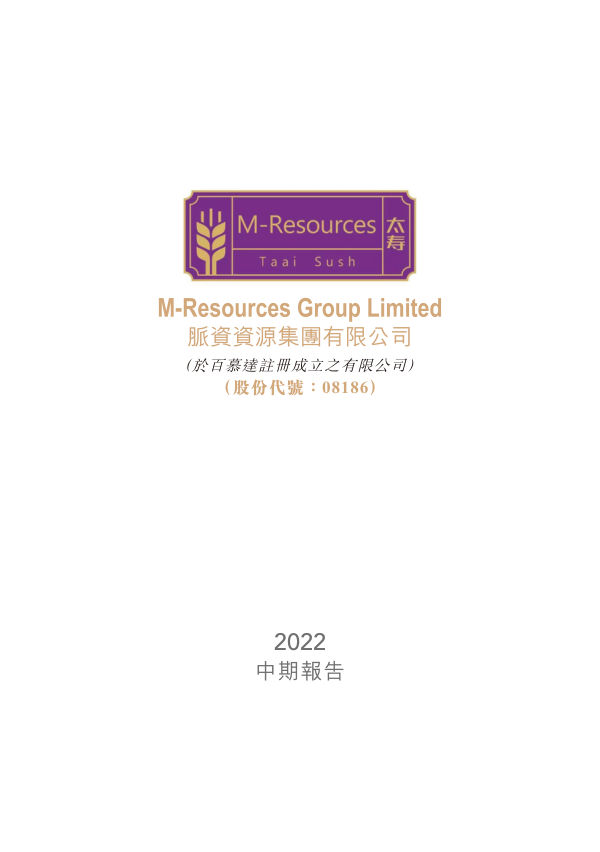 M-Resources
太寿
Taai Sush
M-Resources Group Limited
脈資資源集團有限公司
(於百慕達註冊成立之有限公司)
(股份代號：08186)
2022
中期報告